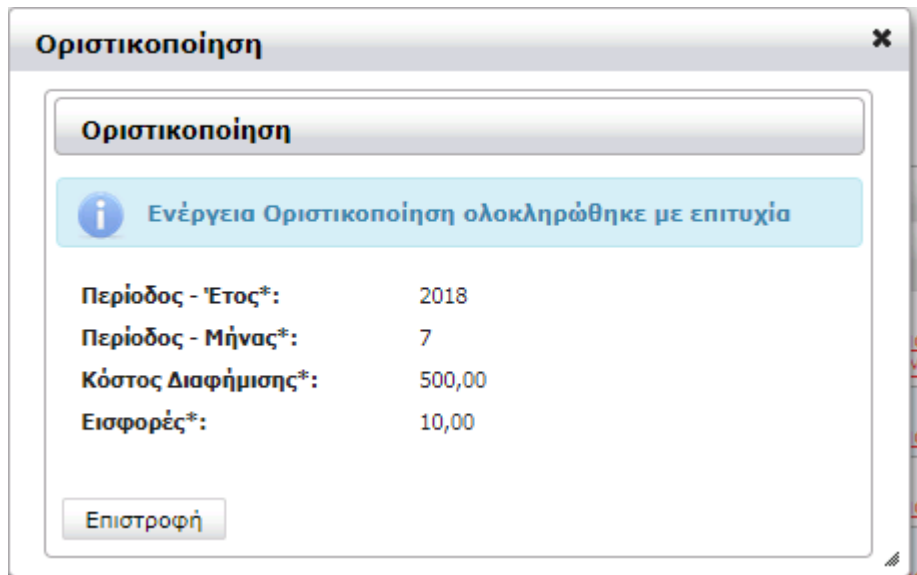 Οριστικοποίηση
Οριστικοποίηση
Ενέργεια Οριστικοποίηση ολοκληρώθηκε με επιτυχία
Περίοδος - Έτος*: 2018
Περίοδος - Μήνας*: 7
Κόστος Διαφήμισης*: 500,00
Εισφορές*: 10,00
Επιστροφή